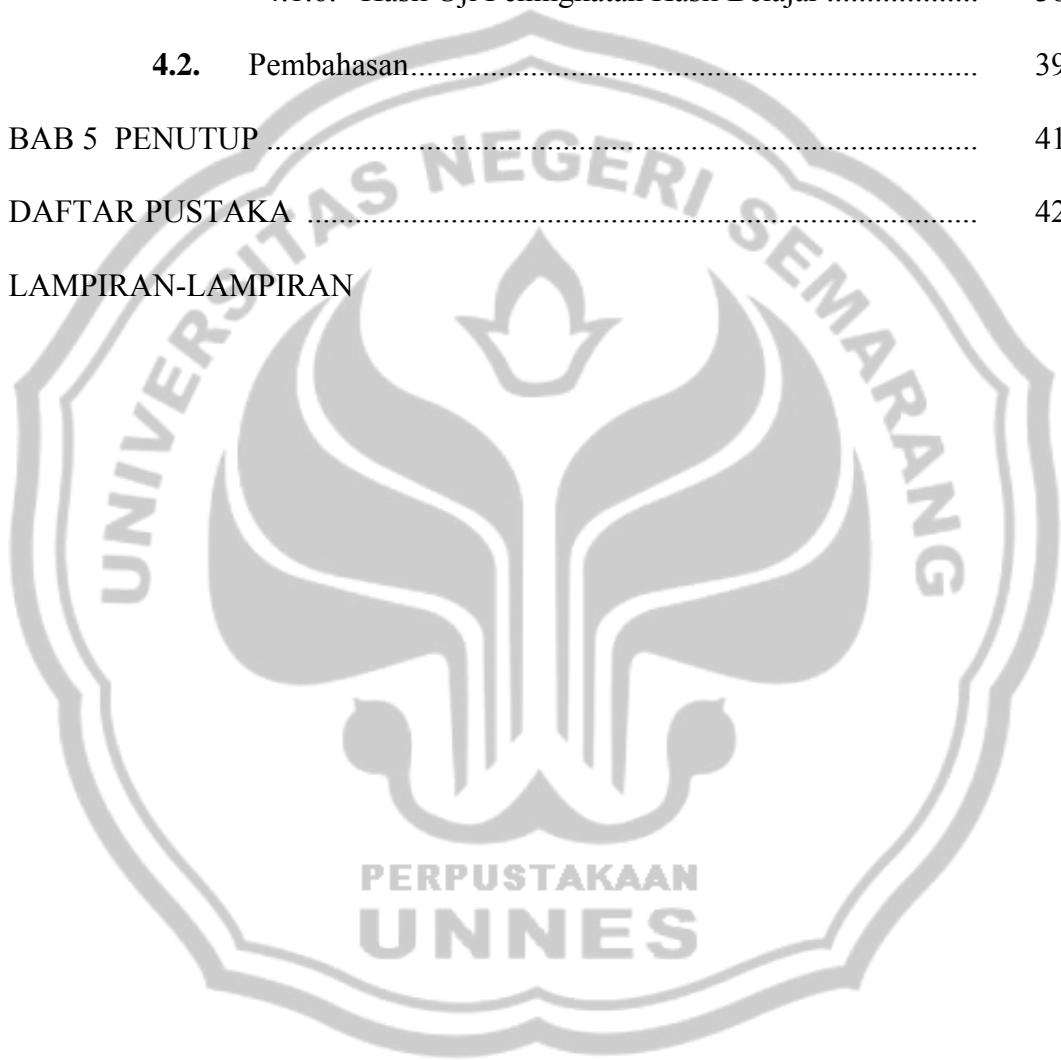 4.2. Pembahasan....................................................................... 39
BAB 5 PENUTUP ......................................................................................... 41
DAFTAR PUSTAKA .................................................................................... 42
LAMPIRAN-LAMPIRAN
UNIVERSITAS NEGERI SEMARANG
PERPUSTAKAAN
UNNES